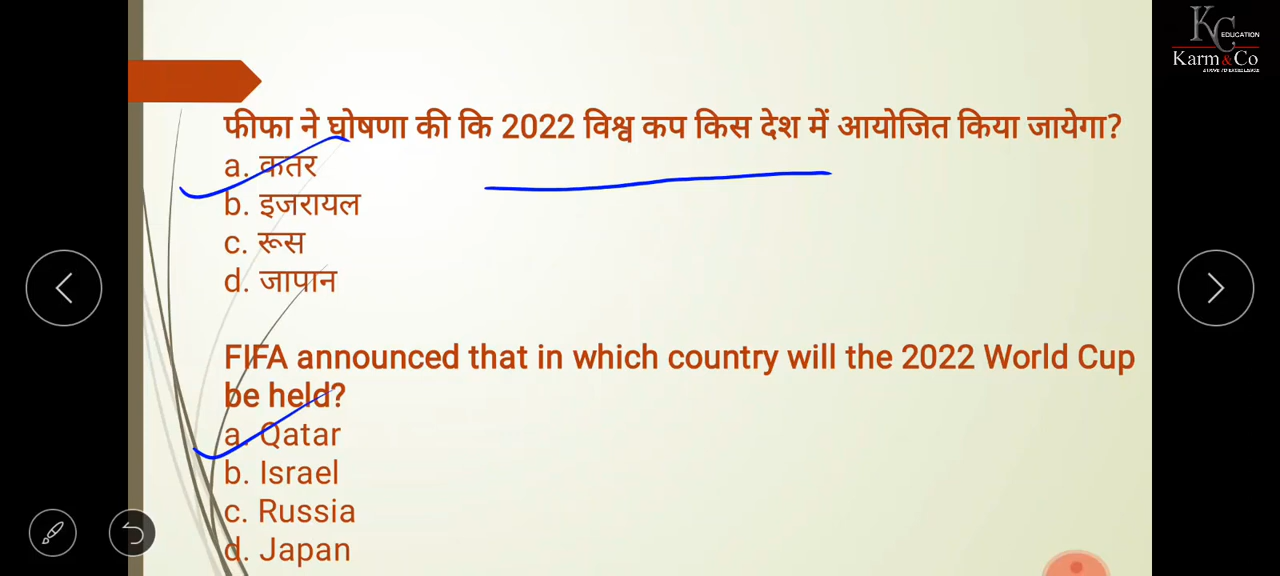 KC EDUCATION
Karm&Co
फीफा ने घोषणा की कि 2022 विश्व कप किस देश में आयोजित किया जायेगा?
a. कतर
b. इजरायल
c. रूस
d. जापान
FIFA announced that in which country will the 2022 World Cup
be held?
a. Qatar
b. Israel
c. Russia
d. Japan